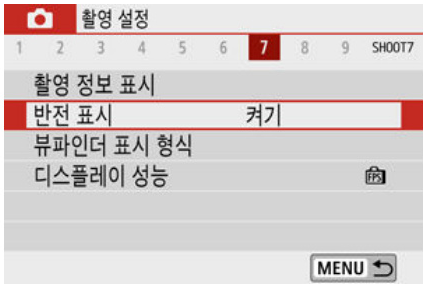 촬영 설정
1 2 3 4 5 6 7 8 9 SHOOT7
촬영 정보 표시
반전 표시 켜기
뷰파인더 표시 형식
디스플레이 성능 FPS
MENU